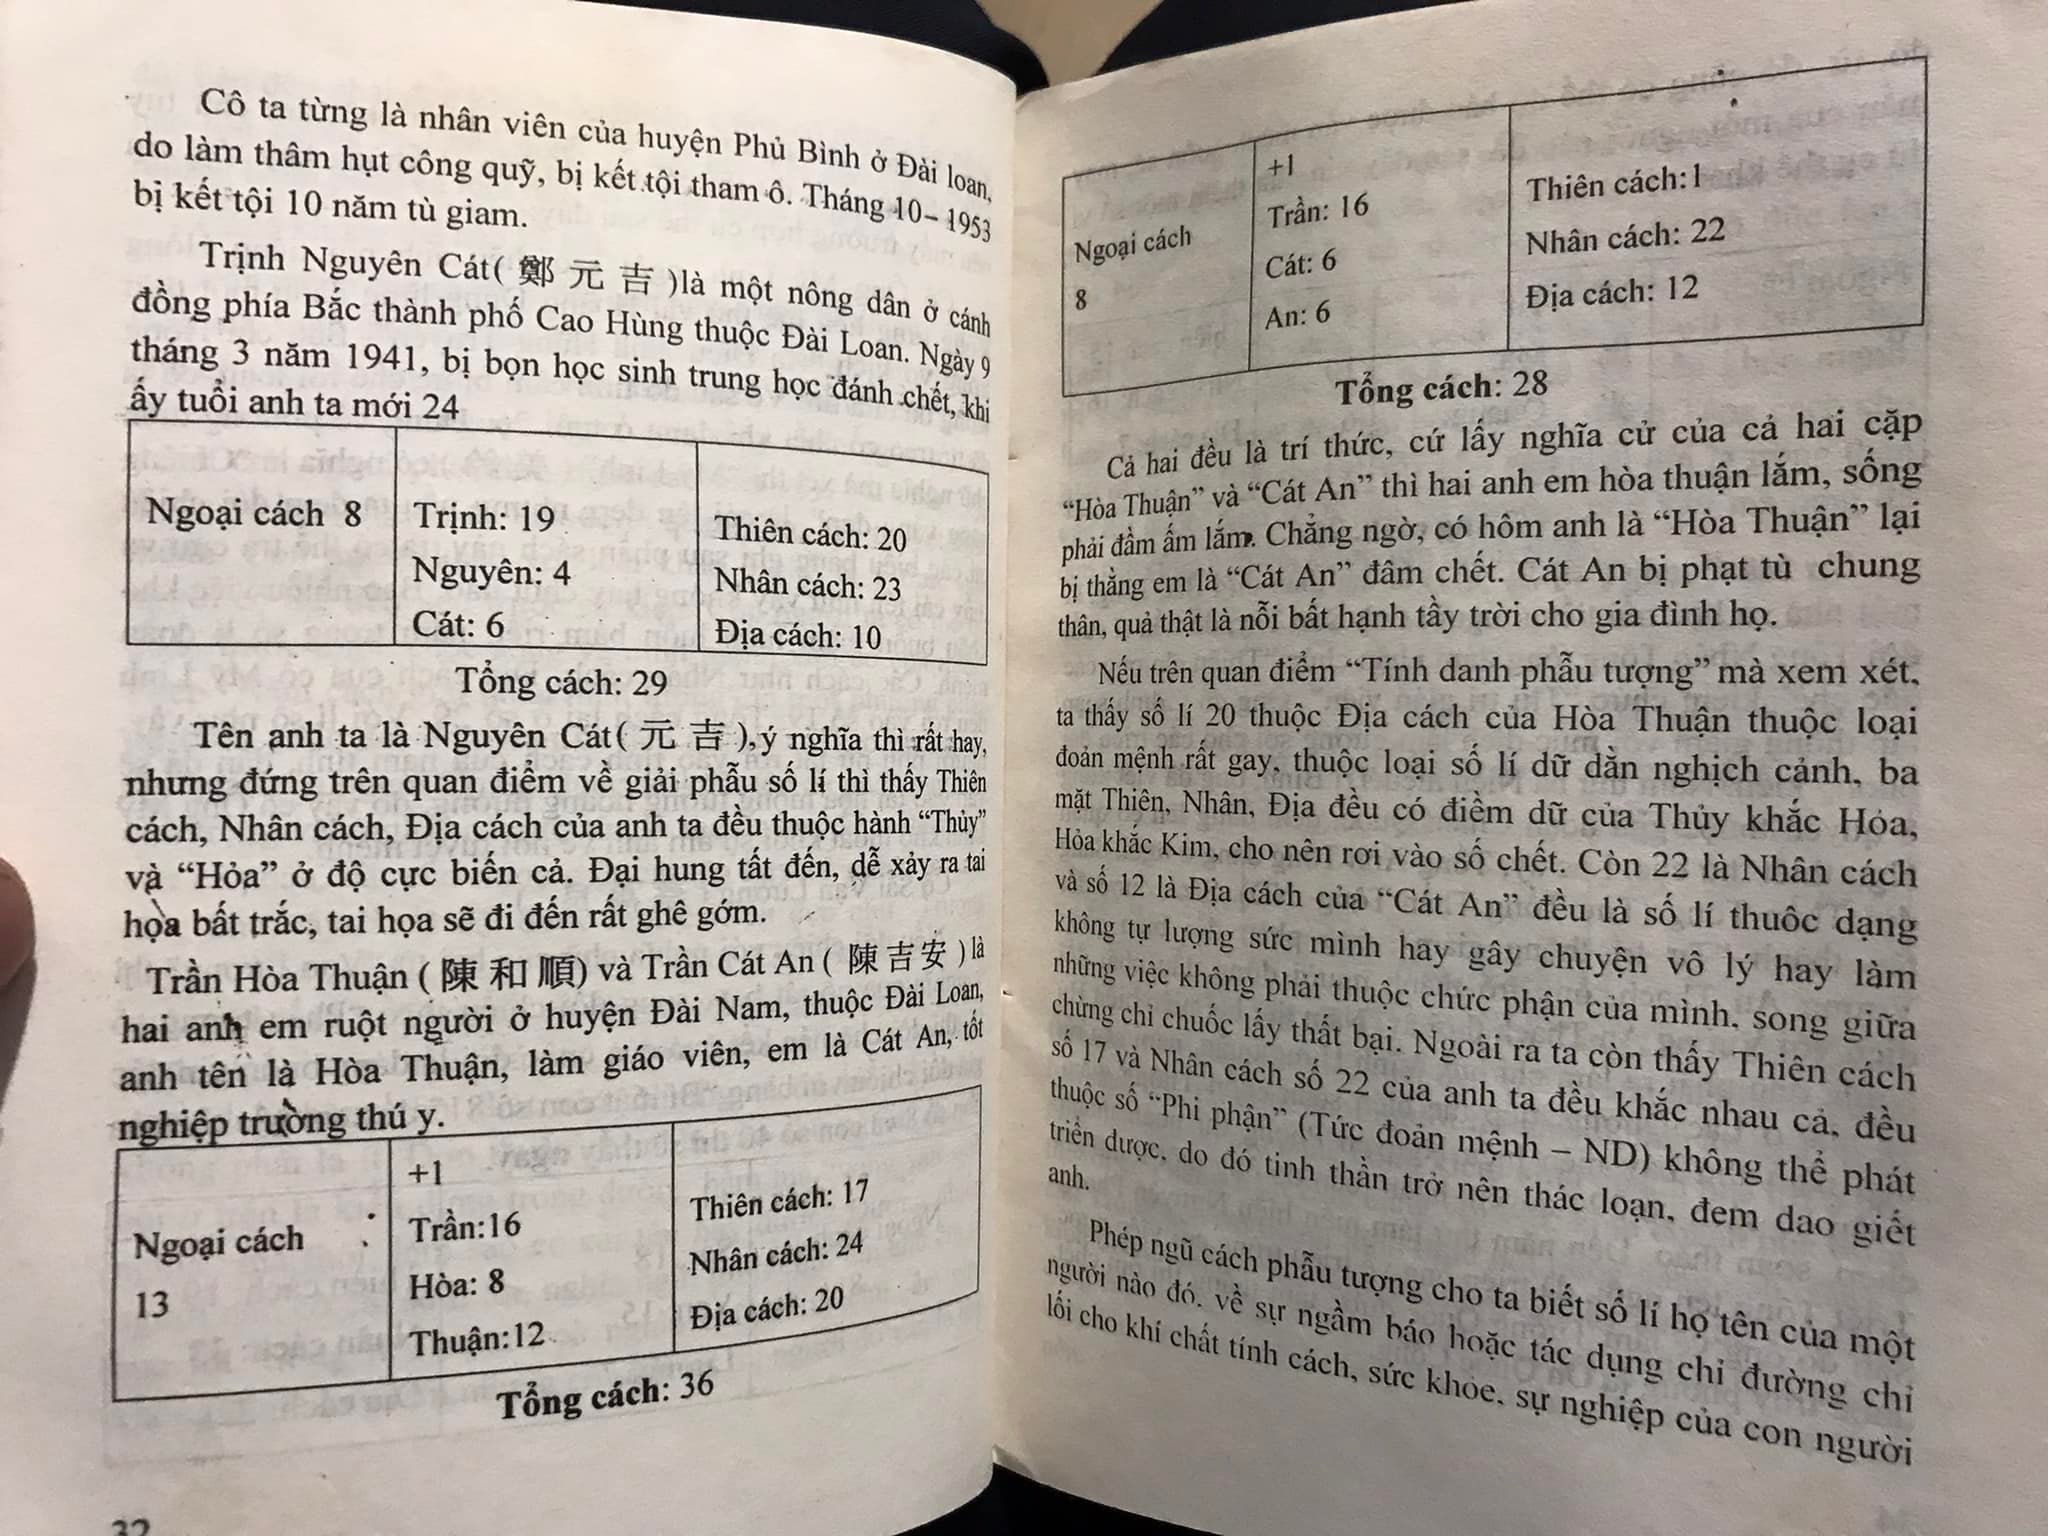 Cô ta từng là nhân viên của huyện Phủ Bình ở Đài loan,
do làm thâm hụt công quỹ, bị kết tội tham ô. Tháng 10– 1953
bị kết tội 10 năm tù giam.
Trịnh Nguyên Cát( 鄭 元 吉 )là một nông dân ở cánh
đồng phía Bắc thành phố Cao Hùng thuộc Đài Loan. Ngày 9
tháng 3 năm 1941, bị bọn học sinh trung học đánh chết, khi
ấy tuổi anh ta mới 24
Ngoại cách 8
Trịnh: 19
Nguyên: 4
Cát: 6
Thiên cách: 20
Nhân cách: 23
Địa cách: 10
Tổng cách: 29
Tên anh ta là Nguyên Cát( 元 吉 ),ý nghĩa thì rất hay,
nhưng đứng trên quan điểm về giải phẫu số lí thì thấy Thiên
cách, Nhân cách, Địa cách của anh ta đều thuộc hành “Thủy”
và “Hỏa” ở độ cực biến cả. Đại hung tất đến, dễ xảy ra tai
họa bất trắc, tai họa sẽ đi đến rất ghê gớm.
Trần Hòa Thuận ( 陳 和 順) và Trần Cát An ( 陳 吉 安 ) là
hai anh em ruột người ở huyện Đài Nam, thuộc Đài Loan,
anh tên là Hòa Thuận, làm giáo viên, em là Cát An, tốt
nghiệp trường thú y.
Ngoại cách
13
+1
Trần:16
Hòa: 8
Thuận:12
Thiên cách: 17
Nhân cách: 24
Địa cách: 20
Tổng cách: 36
32
Ngoại cách
8
+1
Trần: 16
Cát: 6
An: 6
Thiên cách:1
Nhân cách: 22
Địa cách: 12
Tổng cách: 28
Cả hai đều là trí thức, cứ lấy nghĩa cử của cả hai cặp
“Hòa Thuận” và “Cát An” thì hai anh em hòa thuận lắm, sống
phải đầm ấm lắm. Chẳng ngờ, có hôm anh là “Hòa Thuận” lại
bị thằng em là “Cát An” đâm chết. Cát An bị phạt tù chung
thân, quả thật là nỗi bất hạnh tầy trời cho gia đình họ.
Nếu trên quan điểm “Tính danh phẫu tượng” mà xem xét,
ta thấy số lí 20 thuộc Địa cách của Hòa Thuận thuộc loại
đoản mệnh rất gay, thuộc loại số lí dữ dằn nghịch cảnh, ba
mặt Thiên, Nhân, Địa đều có điềm dữ của Thủy khắc Hỏa,
Hỏa khắc Kim, cho nên rơi vào số chết. Còn 22 là Nhân cách
và số 12 là Địa cách của “Cát An” đều là số lí thuôc dạng
không tự lượng sức mình hay gây chuyện vô lý hay làm
những việc không phải thuộc chức phận của mình, song giữa
chừng chỉ chuốc lấy thất bại. Ngoài ra ta còn thấy Thiên cách
số 17 và Nhân cách số 22 của anh ta đều khắc nhau cả, đều
thuộc số “Phi phận” (Tức đoản mệnh – ND) không thể phát
triển dược, do đó tinh thần trở nên thác loạn, đem dao giết
anh.
Phép ngũ cách phẫu tượng cho ta biết số lí họ tên của một
người nào đó, về sự ngầm báo hoặc tác dụng chỉ đường chỉ
lối cho khí chất tính cách, sức khỏe, sự nghiệp của con người